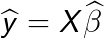 ŷ = Xβ̂